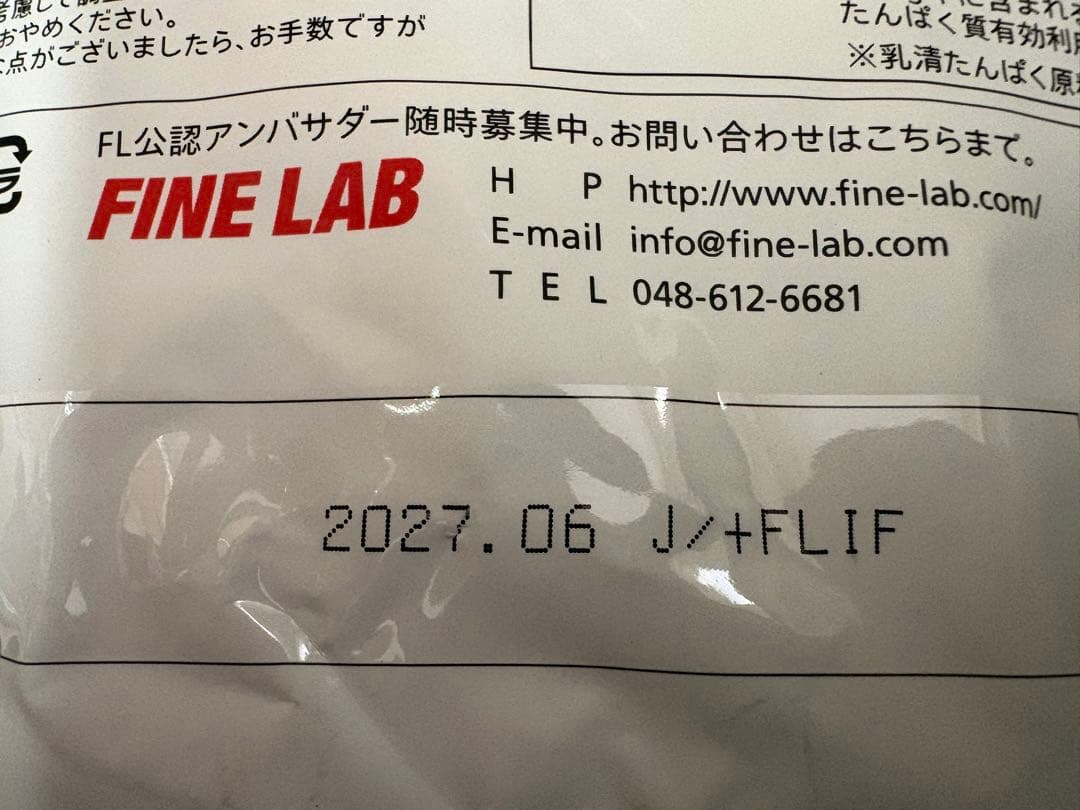 おやめください。
点がございましたら、お手数ですが
たんぱく質有効利
※乳清たんぱく原
FL公認アンバサダー随時募集中。お問い合わせはこちらまで。
FINE LAB
H P http://www.fine-lab.com/
E-mail info@fine-lab.com
T E L 048-612-6681
2027.06 J/+FLIF